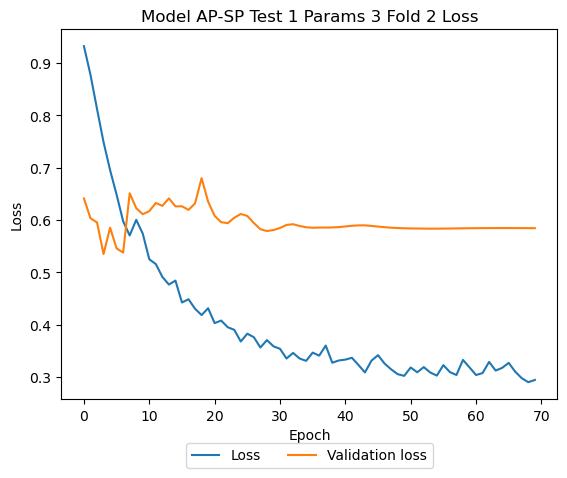 Model AP-SP Test 1 Params 3 Fold 2 Loss
0.9
0.8
0.7
0.6
0.5
0.4
0.3
Loss
0 10 20 30 40 50 60 70
Epoch
Loss Validation loss